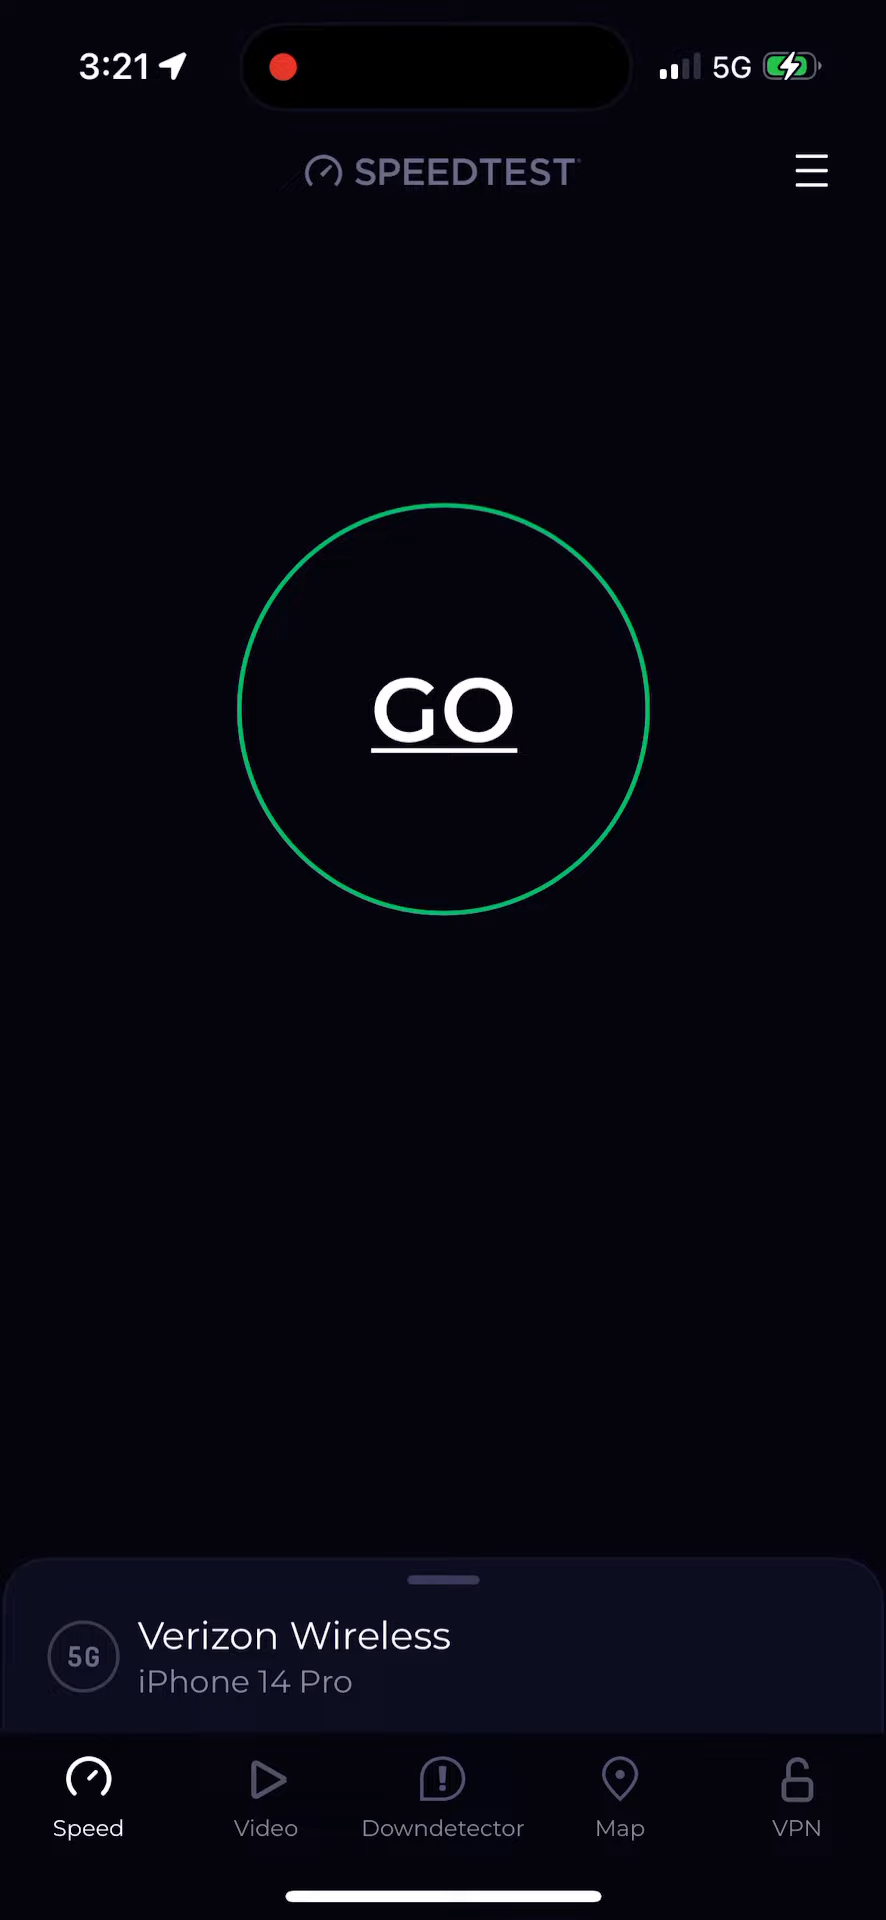 3:21 5G
SPEEDTEST
GO
5G
Verizon Wireless
iPhone 14 Pro
Speed Video Downdetector Map VPN